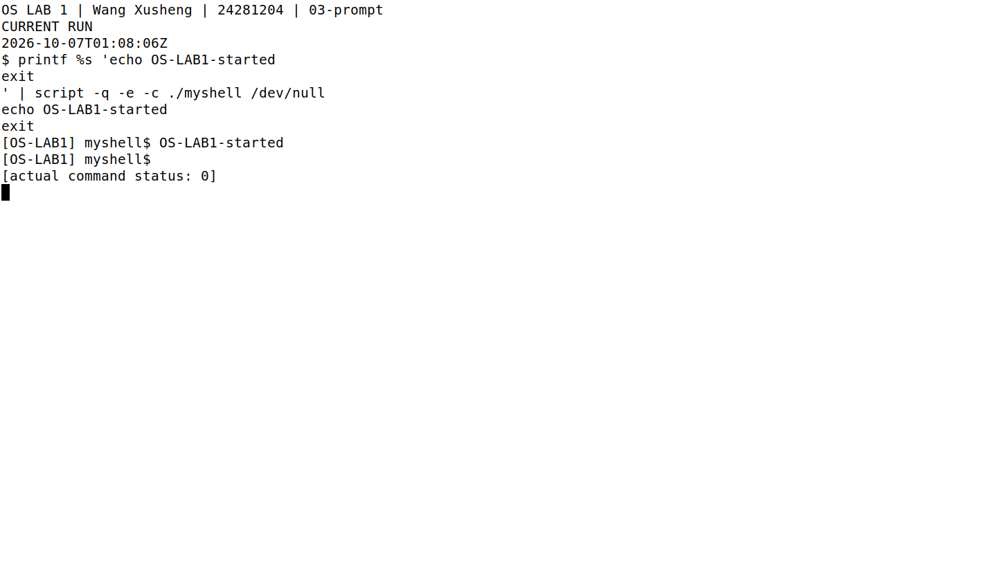 OS LAB 1 | Wang Xusheng | 24281204 | 03-prompt
CURRENT RUN
2026-10-07T01:08:06Z
$ printf %s 'echo OS-LAB1-started
exit
' | script -q -e -c ./myshell /dev/null
echo OS-LAB1-started
exit
[OS-LAB1] myshell$ OS-LAB1-started
[OS-LAB1] myshell$
[actual command status: 0]